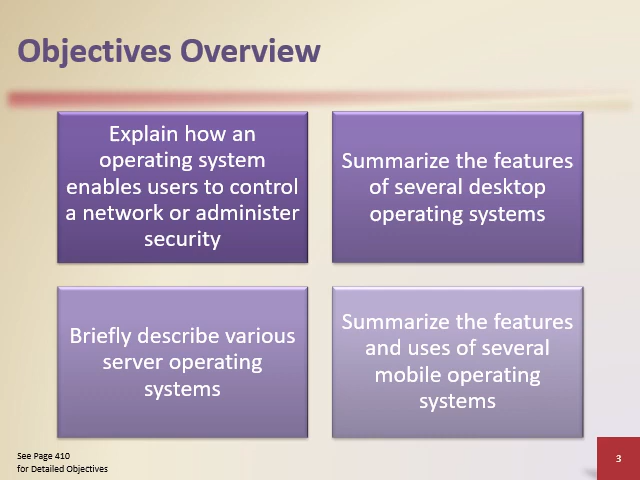 Objectives Overview
Explain how an
operating system
enables users to control
a network or administer
security
Summarize the features
of several desktop
operating systems
Briefly describe various
server operating
systems
Summarize the features
and uses of several
mobile operating
systems
See Page 410
for Detailed Objectives
3